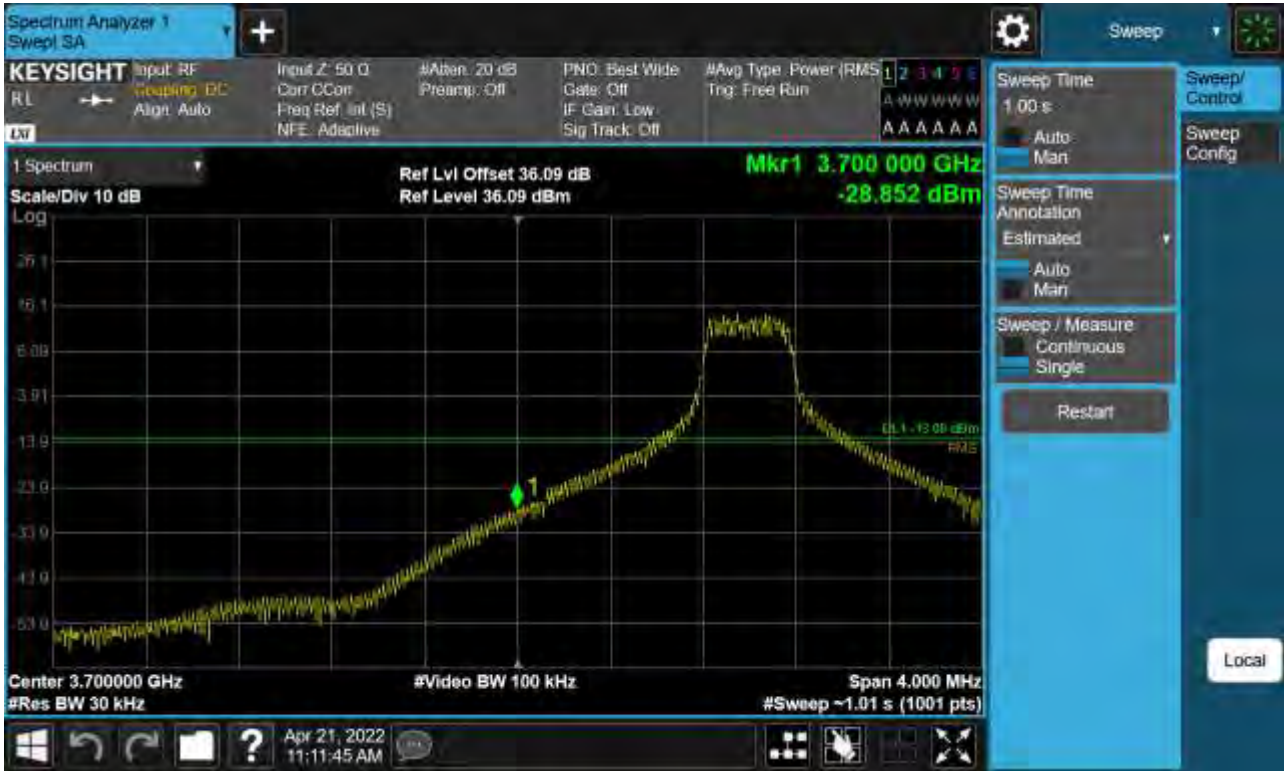 Spectrum Analyzer 1
Swept SA
+
Sweep
KEYSIGHT
RL
LXI
Input: RF
Coupling: DC
Align: Auto
Input Z: 50 Ω
Corr CCorr
Freq Ref: Int (S)
NFE: Adaptive
#Atten: 20 dB
Preamp: Off
PNO: Best Wide
Gate: Off
IF Gain: Low
Sig Track: Off
#Avg Type: Power (RMS
Trig: Free Run
1 2 3 4 5 6
A W W W W W
A A A A A A
1 Spectrum
Scale/Div 10 dB
Log
Ref Lvl Offset 36.09 dB
Ref Level 36.09 dBm
Mkr1 3.700 000 GHz
-28.852 dBm
26.1
16.1
6.09
-3.91
-13.9
-23.9
-33.9
-43.9
-53.9
1
DL1 -13.00 dBm
RMS
Center 3.700000 GHz
#Res BW 30 kHz
#Video BW 100 kHz
Span 4.000 MHz
#Sweep ~1.01 s (1001 pts)
Sweep Time
1.00 s
Auto
Man
Sweep Time
Annotation
Estimated
Auto
Man
Sweep / Measure
Continuous
Single
Restart
Sweep/
Control
Sweep
Config
Local
?
Apr 21, 2022
11:11:45 AM